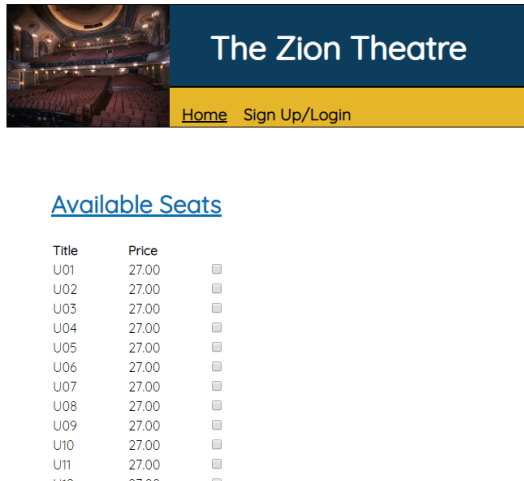 The Zion Theatre
Home Sign Up/Login
Available Seats
Title Price
U01 27.00
U02 27.00
U03 27.00
U04 27.00
U05 27.00
U06 27.00
U07 27.00
U08 27.00
U09 27.00
U10 27.00
U11 27.00